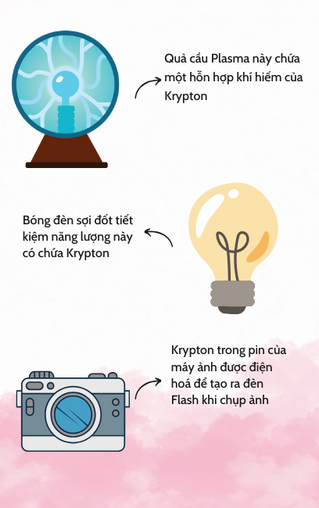 Quả cầu Plasma này chứa
một hỗn hợp khí hiếm của
Krypton
Bóng đèn sợi đốt tiết
kiệm năng lượng này
có chứa Krypton
Krypton trong pin của
máy ảnh được điện
hoá để tạo ra đèn
Flash khi chụp ảnh